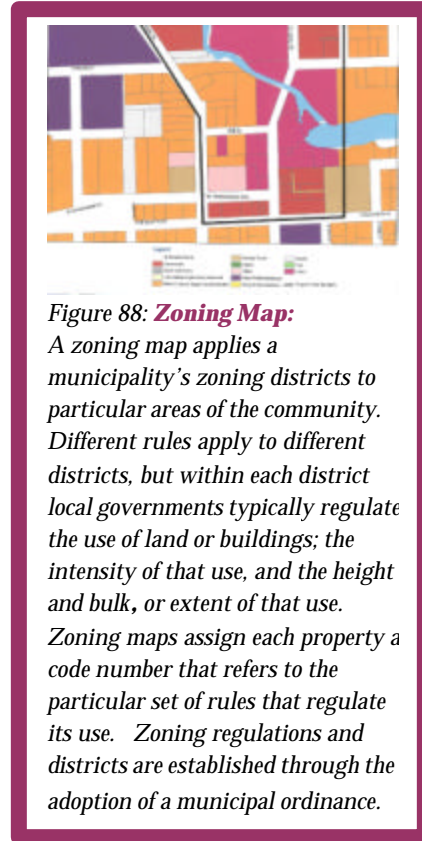 Figure 88: Zoning Map:
A zoning map applies a
municipality's zoning districts to
particular areas of the community.
Different rules apply to different
districts, but within each district
local governments typically regulate
the use of land or buildings; the
intensity of that use, and the height
and bulk, or extent of that use.
Zoning maps assign each property a
code number that refers to the
particular set of rules that regulate
its use. Zoning regulations and
districts are established through the
adoption of a municipal ordinance.